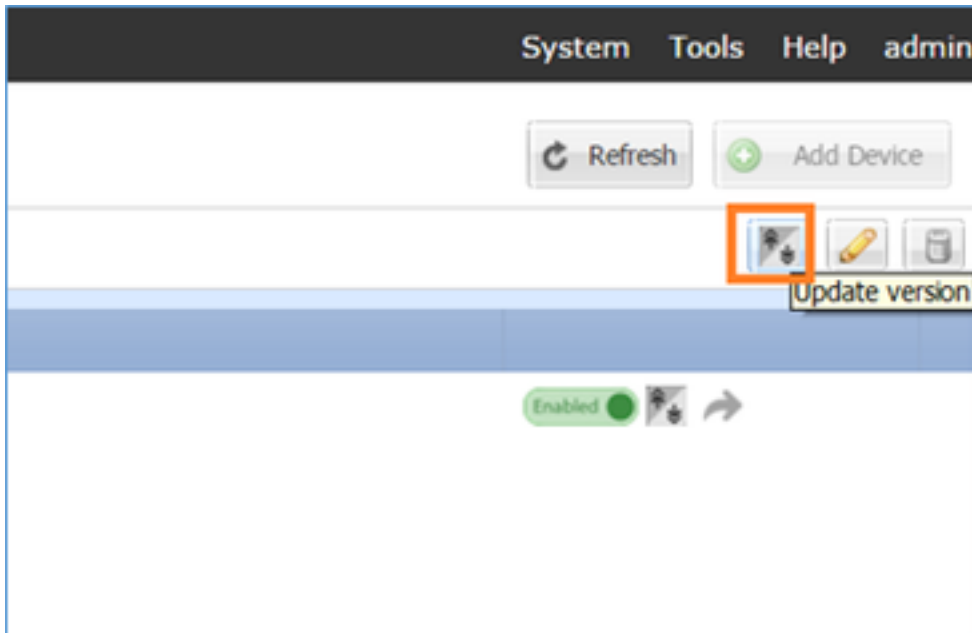 System Tools Help admin
Refresh Add Device
Update version
Enabled